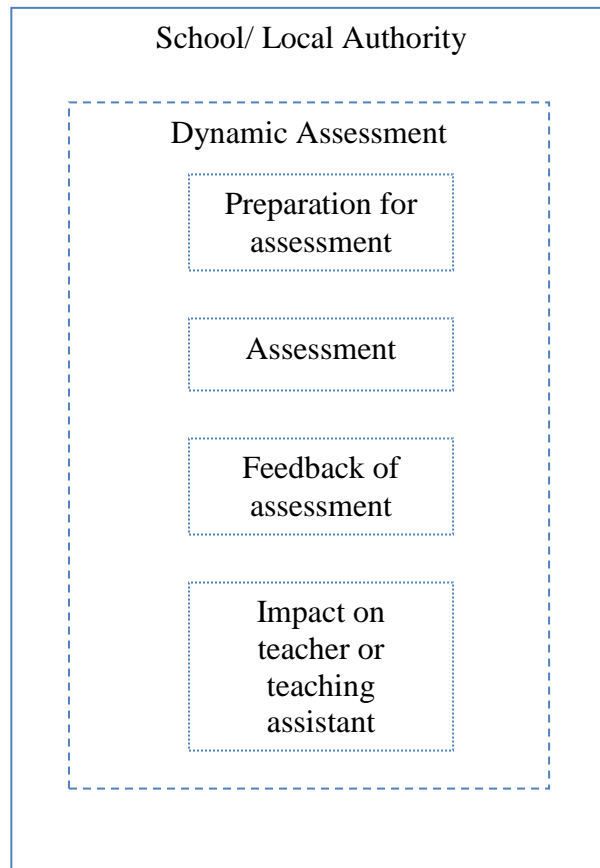 School/ Local Authority
Dynamic Assessment
Preparation for
assessment
Assessment
Feedback of
assessment
Impact on
teacher or
teaching
assistant